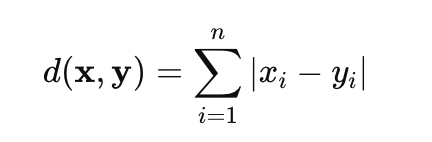 d(𝐱, 𝐲) = ∑_{i=1}^{n} |x_i − y_i|